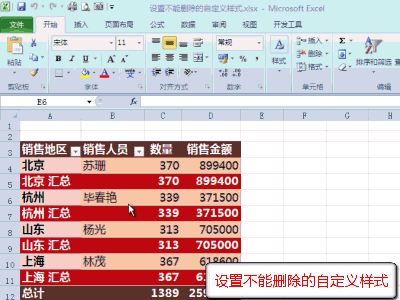 设置不能删除的自定义样式.xlsx - Microsoft Excel
文件 开始 插入 页面布局 公式 数据 审阅 视图 开发工具
宋体 11 常规 插入
粘贴 样式 删除 排序和筛选
格式
剪贴板 字体 对齐方式 数字 单元格
E6 fx
A B C D E F G H
1
2
3 销售地区 销售人员 数量 销售金额
4 北京 苏珊 370 899400
5 北京 汇总 370 899400
6 杭州 毕春艳 339 371500
7 杭州 汇总 339 371500
8 山东 杨光 313 705000
9 山东 汇总 313 705000
10 上海 林茂 367 618600
11 上海 汇总 367
12 总计 1389
设置不能删除的自定义样式